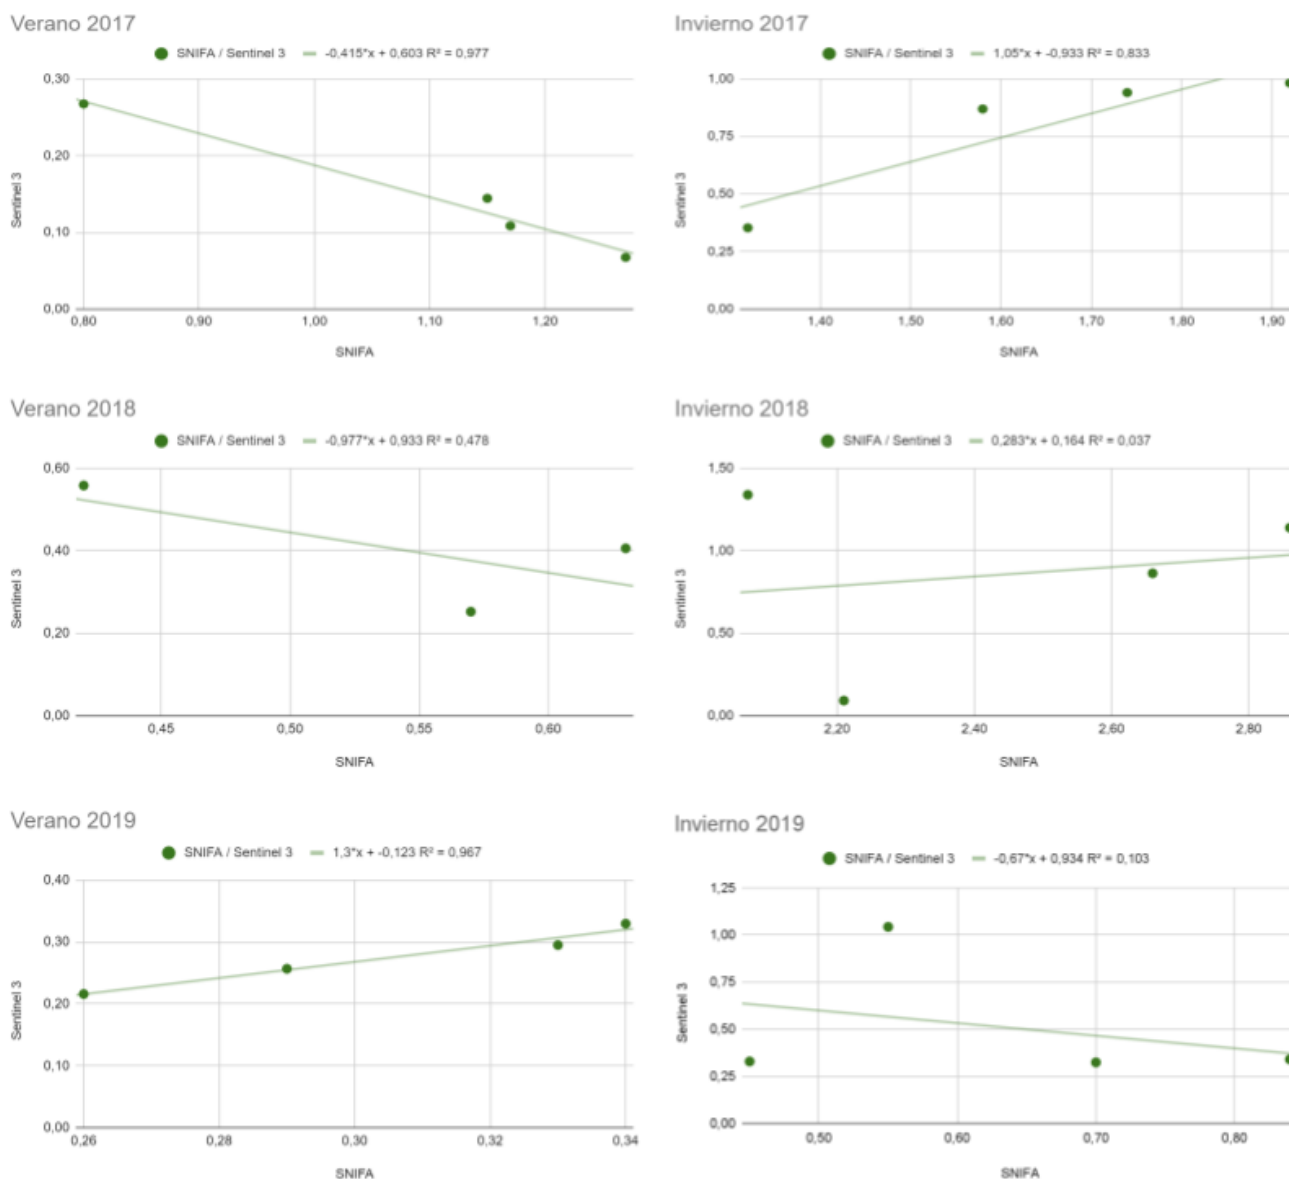 Verano 2017
SNIFA / Sentinel 3 -0,415*x + 0,603 R² = 0,977
0,30
0,20
0,10
0,00
Sentinel 3
0,80 0,90 1,00 1,10 1,20
SNIFA
Invierno 2017
SNIFA / Sentinel 3 1,05*x + -0,933 R² = 0,833
1,00
0,75
0,50
0,25
0,00
Sentinel 3
1,40 1,50 1,60 1,70 1,80 1,90
SNIFA
Verano 2018
SNIFA / Sentinel 3 -0,977*x + 0,933 R² = 0,478
0,60
0,40
0,20
0,00
Sentinel 3
0,45 0,50 0,55 0,60
SNIFA
Invierno 2018
SNIFA / Sentinel 3 0,283*x + 0,164 R² = 0,037
1,50
1,00
0,50
0,00
Sentinel 3
2,20 2,40 2,60 2,80
SNIFA
Verano 2019
SNIFA / Sentinel 3 1,3*x + -0,123 R² = 0,967
0,40
0,30
0,20
0,10
0,00
Sentinel 3
0,26 0,28 0,30 0,32 0,34
SNIFA
Invierno 2019
SNIFA / Sentinel 3 -0,67*x + 0,934 R² = 0,103
1,25
1,00
0,75
0,50
0,25
0,00
Sentinel 3
0,50 0,60 0,70 0,80
SNIFA